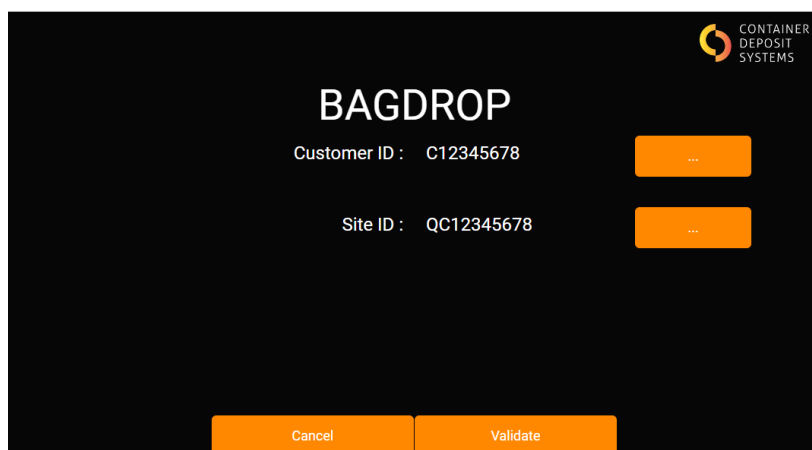 CONTAINER
DEPOSIT
SYSTEMS
BAGDROP
Customer ID : C12345678 ...
Site ID : QC12345678 ...
Cancel Validate